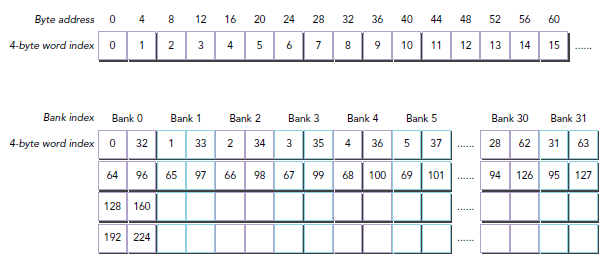 Byte address 0 4 8 12 16 20 24 28 32 36 40 44 48 52 56 60
4-byte word index 0 1 2 3 4 5 6 7 8 9 10 11 12 13 14 15 ......
Bank index Bank 0 Bank 1 Bank 2 Bank 3 Bank 4 Bank 5 Bank 30 Bank 31
4-byte word index 0 32 1 33 2 34 3 35 4 36 5 37 ...... 28 62 31 63
64 96 65 97 66 98 67 99 68 100 69 101 ...... 94 126 95 127
128 160 ......
192 224 ......